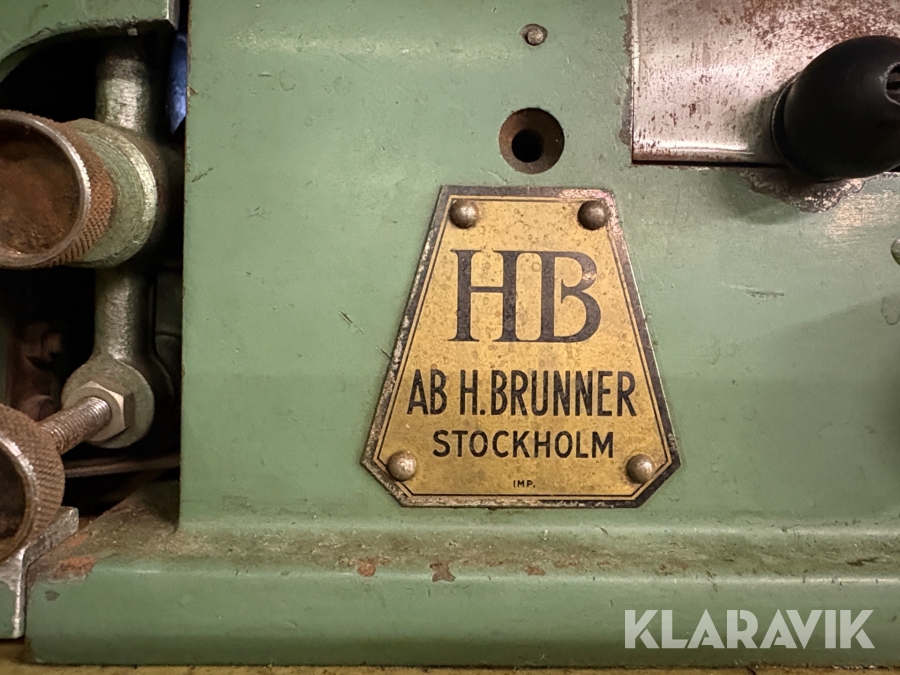 HB
AB H. BRUNNER
STOCKHOLM
IMP.
KLARAVIK